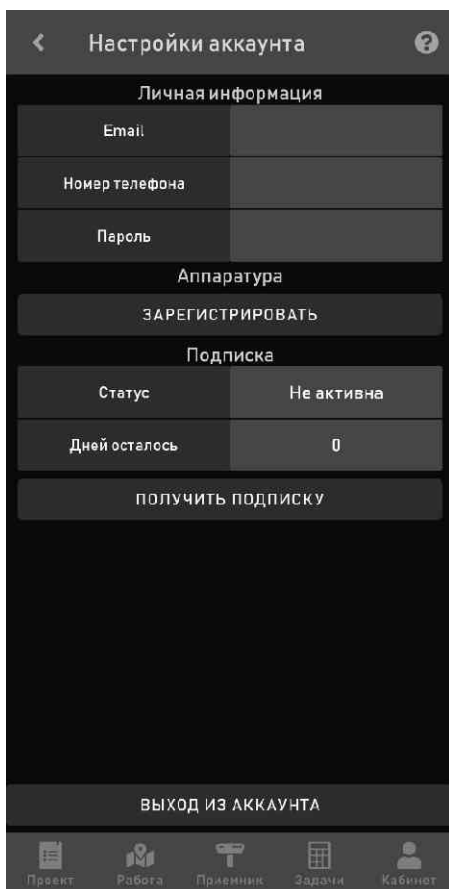 Настройки аккаунта
Личная информация
Email
Номер телефона
Пароль
Аппаратура
ЗАРЕГИСТРИРОВАТЬ
Подписка
Статус Не активна
Дней осталось 0
ПОЛУЧИТЬ ПОДПИСКУ
ВЫХОД ИЗ АККАУНТА
Проект Работа Приемник Задачи Кабинет